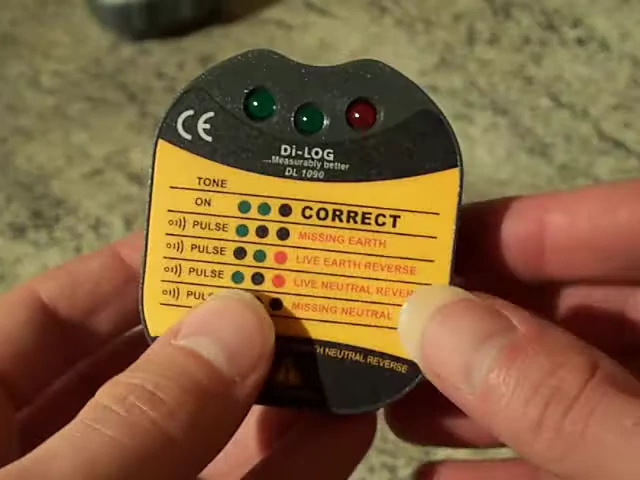 CE
Di-LOG
...Measurably better
DL 1090
TONE
ON CORRECT
PULSE MISSING EARTH
PULSE LIVE EARTH REVERSE
PULSE LIVE NEUTRAL
MISSING NEUTRAL
NEUTRAL REVERSE